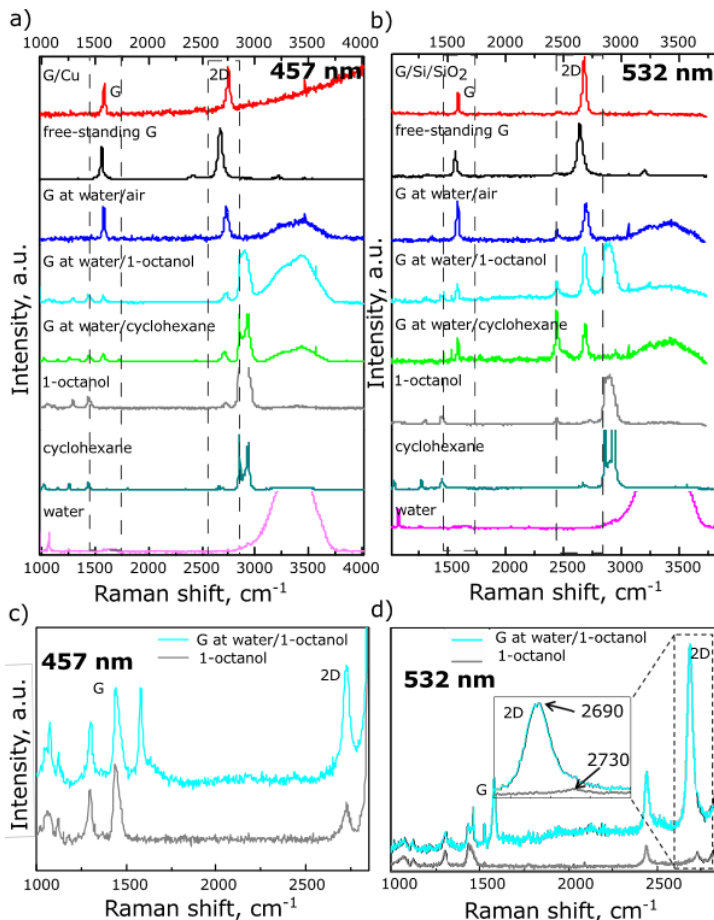 a)
1000 1500 2000 2500 3000 3500 4000
G/Cu
G
2D
457 nm
free-standing G
G at water/air
G at water/1-octanol
G at water/cyclohexane
1-octanol
cyclohexane
water
Intensity, a.u.
1000 1500 2000 2500 3000 3500 4000
Raman shift, cm-1
b)
1000 1500 2000 2500 3000 3500
G/Si/SiO2
G
2D
532 nm
free-standing G
G at water/air
G at water/1-octanol
G at water/cyclohexane
1-octanol
cyclohexane
water
Intensity, a.u.
1000 1500 2000 2500 3000 3500
Raman shift, cm-1
c)
G at water/1-octanol
1-octanol
457 nm
G
2D
Intensity, a.u.
1000 1500 2000 2500
Raman shift, cm-1
d)
G at water/1-octanol
1-octanol
532 nm
2D
2D
2690
2730
G
1000 1500 2000 2500
Raman shift, cm-1